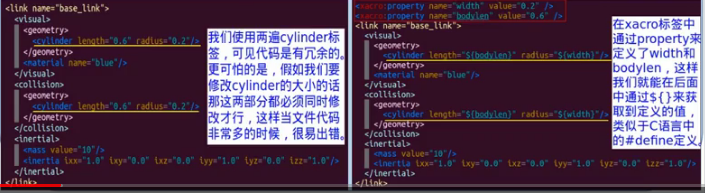 <link name="base_link">
<visual>
<geometry>
<cylinder length="0.6" radius="0.2"/>
</geometry>
<material name="blue"/>
</visual>
<collision>
<geometry>
<cylinder length="0.6" radius="0.2"/>
</geometry>
</collision>
<inertial>
<mass value="10"/>
<inertia ixx="1.0" ixy="0.0" ixz="0.0" iyy="1.0" iyz="0.0" izz="1.0"/>
</inertial>
</link>
我们使用两遍cylinder标
签，可见代码是有冗余的。
更可怕的是，假如我们要
修改cylinder的大小的话
那这两部分都必须同时修
改才行，这样当文件代码
非常多的时候，很易出错。
<xacro:property name="width" value="0.2" />
<xacro:property name="bodylen" value="0.6" />
<link name="base_link">
<visual>
<geometry>
<cylinder length="${bodylen}" radius="${width}"/>
</geometry>
<material name="blue"/>
</visual>
<collision>
<geometry>
<cylinder length="${bodylen}" radius="${width}"/>
</geometry>
</collision>
<inertial>
<mass value="10"/>
<inertia ixx="1.0" ixy="0.0" ixz="0.0" iyy="1.0" iyz="0.0" izz="1.0"/>
</inertial>
</link>
在xacro标签中
通过property来
定义了width和
bodylen，这样
我们就能在后面
中通过${}来获
取到定义的值，
类似于C语言中
的#define定义。